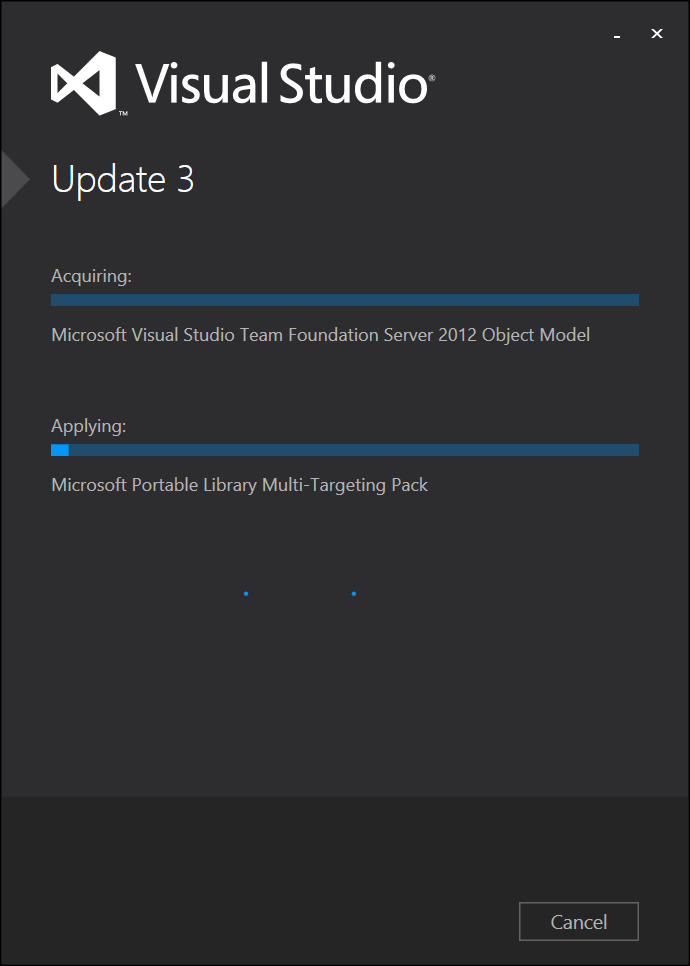 Visual Studio®
™
Update 3
Acquiring:
Microsoft Visual Studio Team Foundation Server 2012 Object Model
Applying:
Microsoft Portable Library Multi-Targeting Pack
Cancel